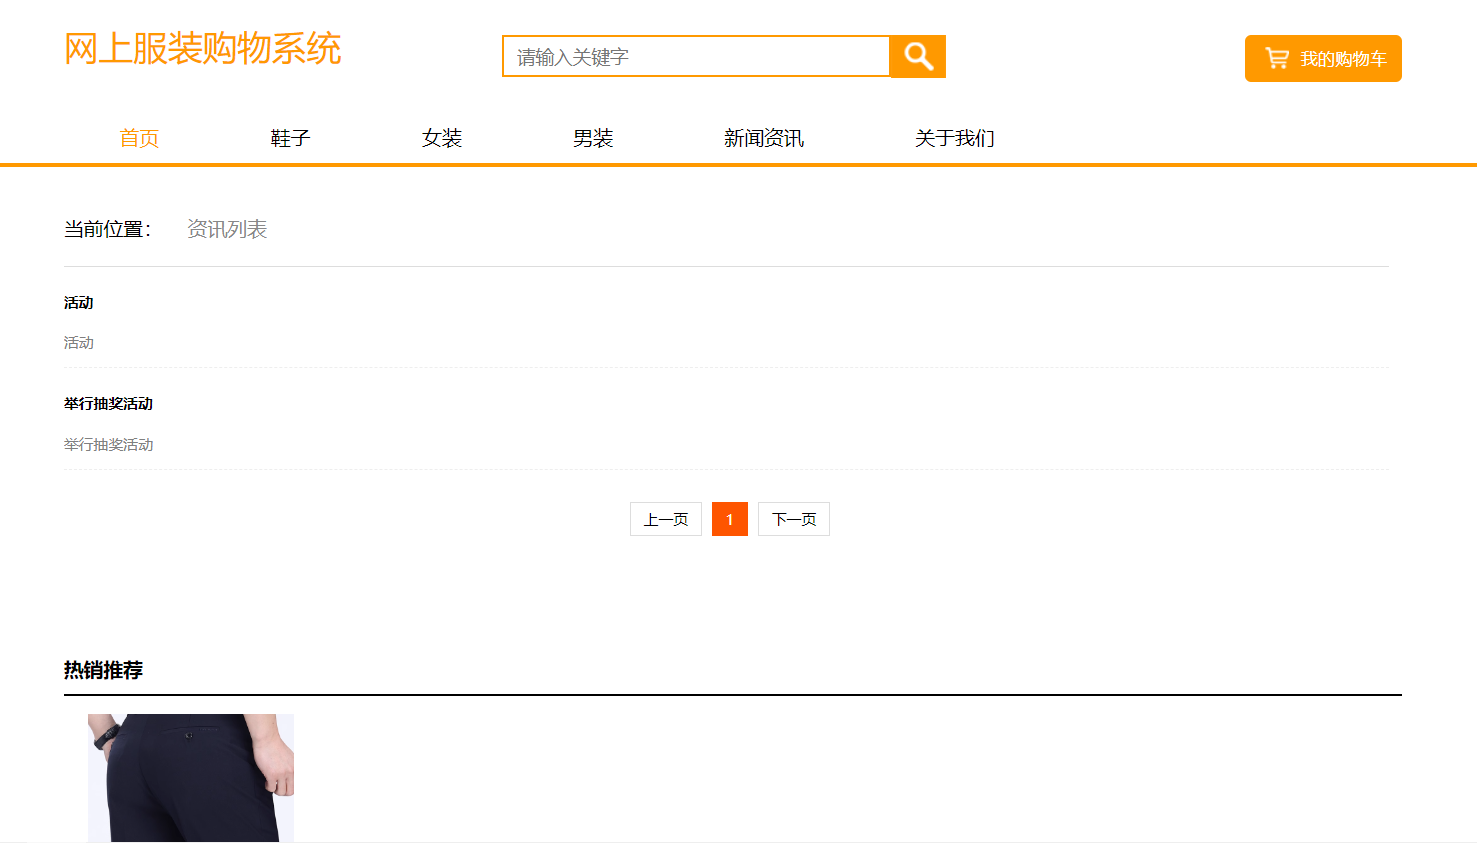 网上服装购物系统
请输入关键字
我的购物车
首页 鞋子 女装 男装 新闻资讯 关于我们
当前位置： 资讯列表
活动
活动
举行抽奖活动
举行抽奖活动
上一页 1 下一页
热销推荐